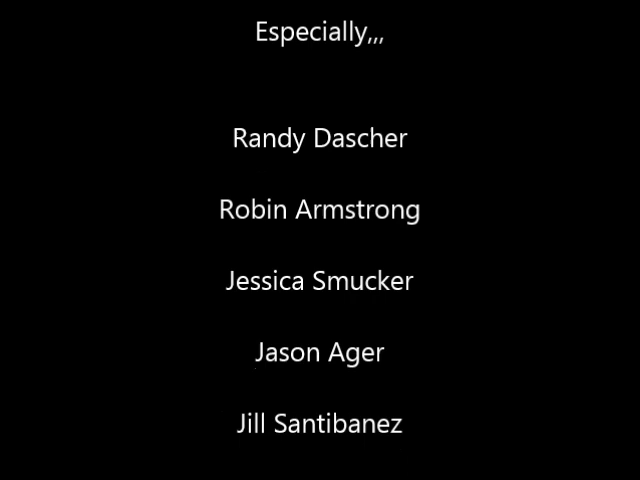 Especially,,,
Randy Dascher
Robin Armstrong
Jessica Smucker
Jason Ager
Jill Santibanez